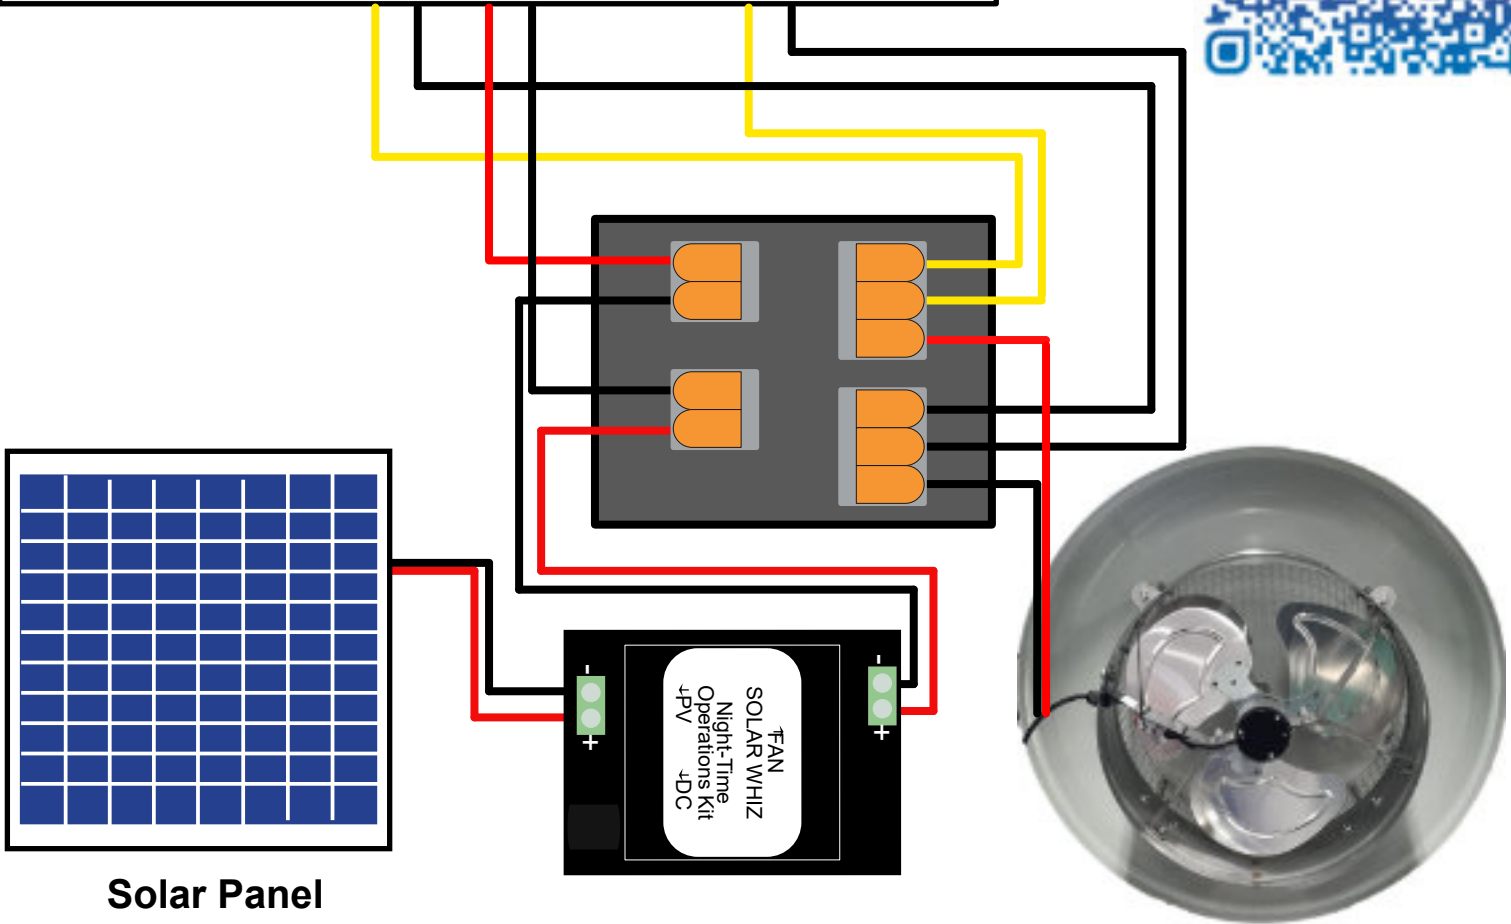 -
+
-
+
↑FAN
SOLAR WHIZ
Night-Time
Operations Kit
↓PV ↓DC
Solar Panel